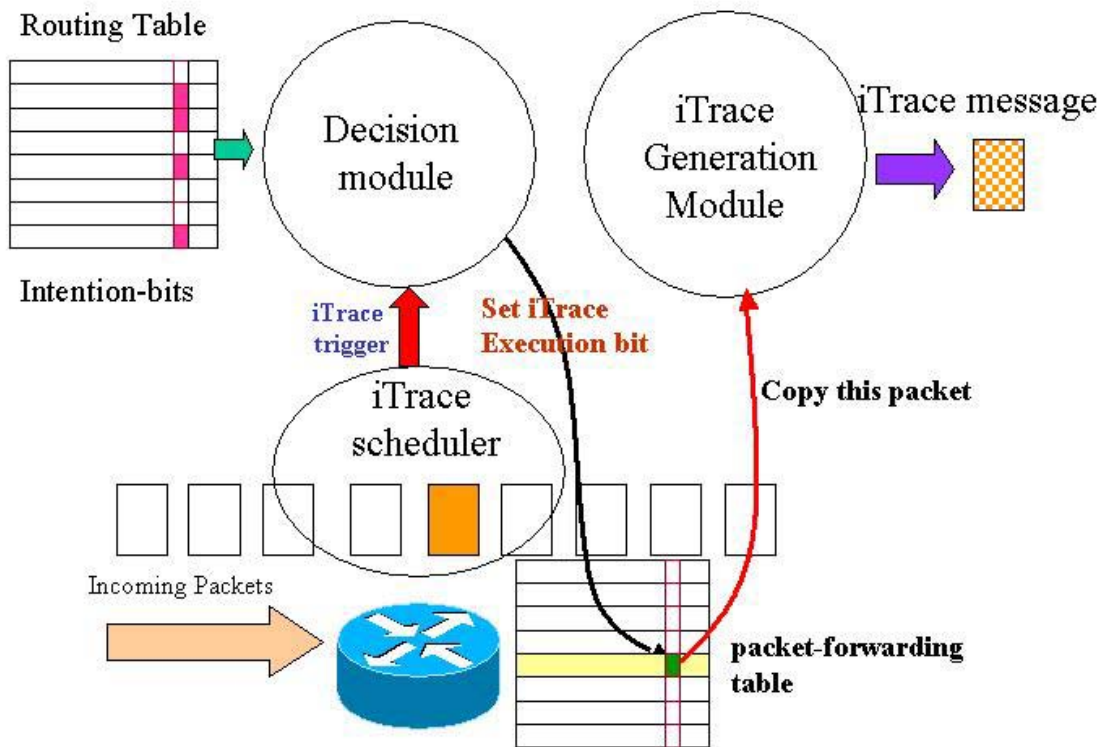 Routing Table
Decision
module
iTrace
Generation
Module
iTrace message
Intention-bits
iTrace
trigger
Set iTrace
Execution bit
Copy this packet
iTrace
scheduler
Incoming Packets
packet-forwarding
table